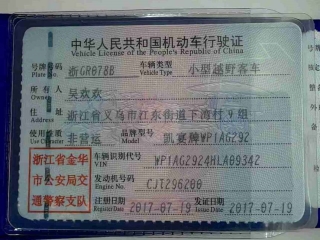 中华人民共和国机动车行驶证
Vehicle License of the People's Republic of China
号牌号码 Plate No. 浙GR078B 车辆类型 Vehicle Type 小型越野客车
所有人 Owner 吴欢欢
住址 浙江省义乌市江东街道下湾村9组
使用性质 Use Character 非营运 品牌型号 Model 凯宴牌WP1AG292
浙江省金华市公安局交通警察支队
车辆识别代号 VIN WP1AG2924HLA09342
发动机号码 Engine No. CJT296200
注册日期 Register Date 2017-07-19 发证日期 Issue Date 2017-07-19